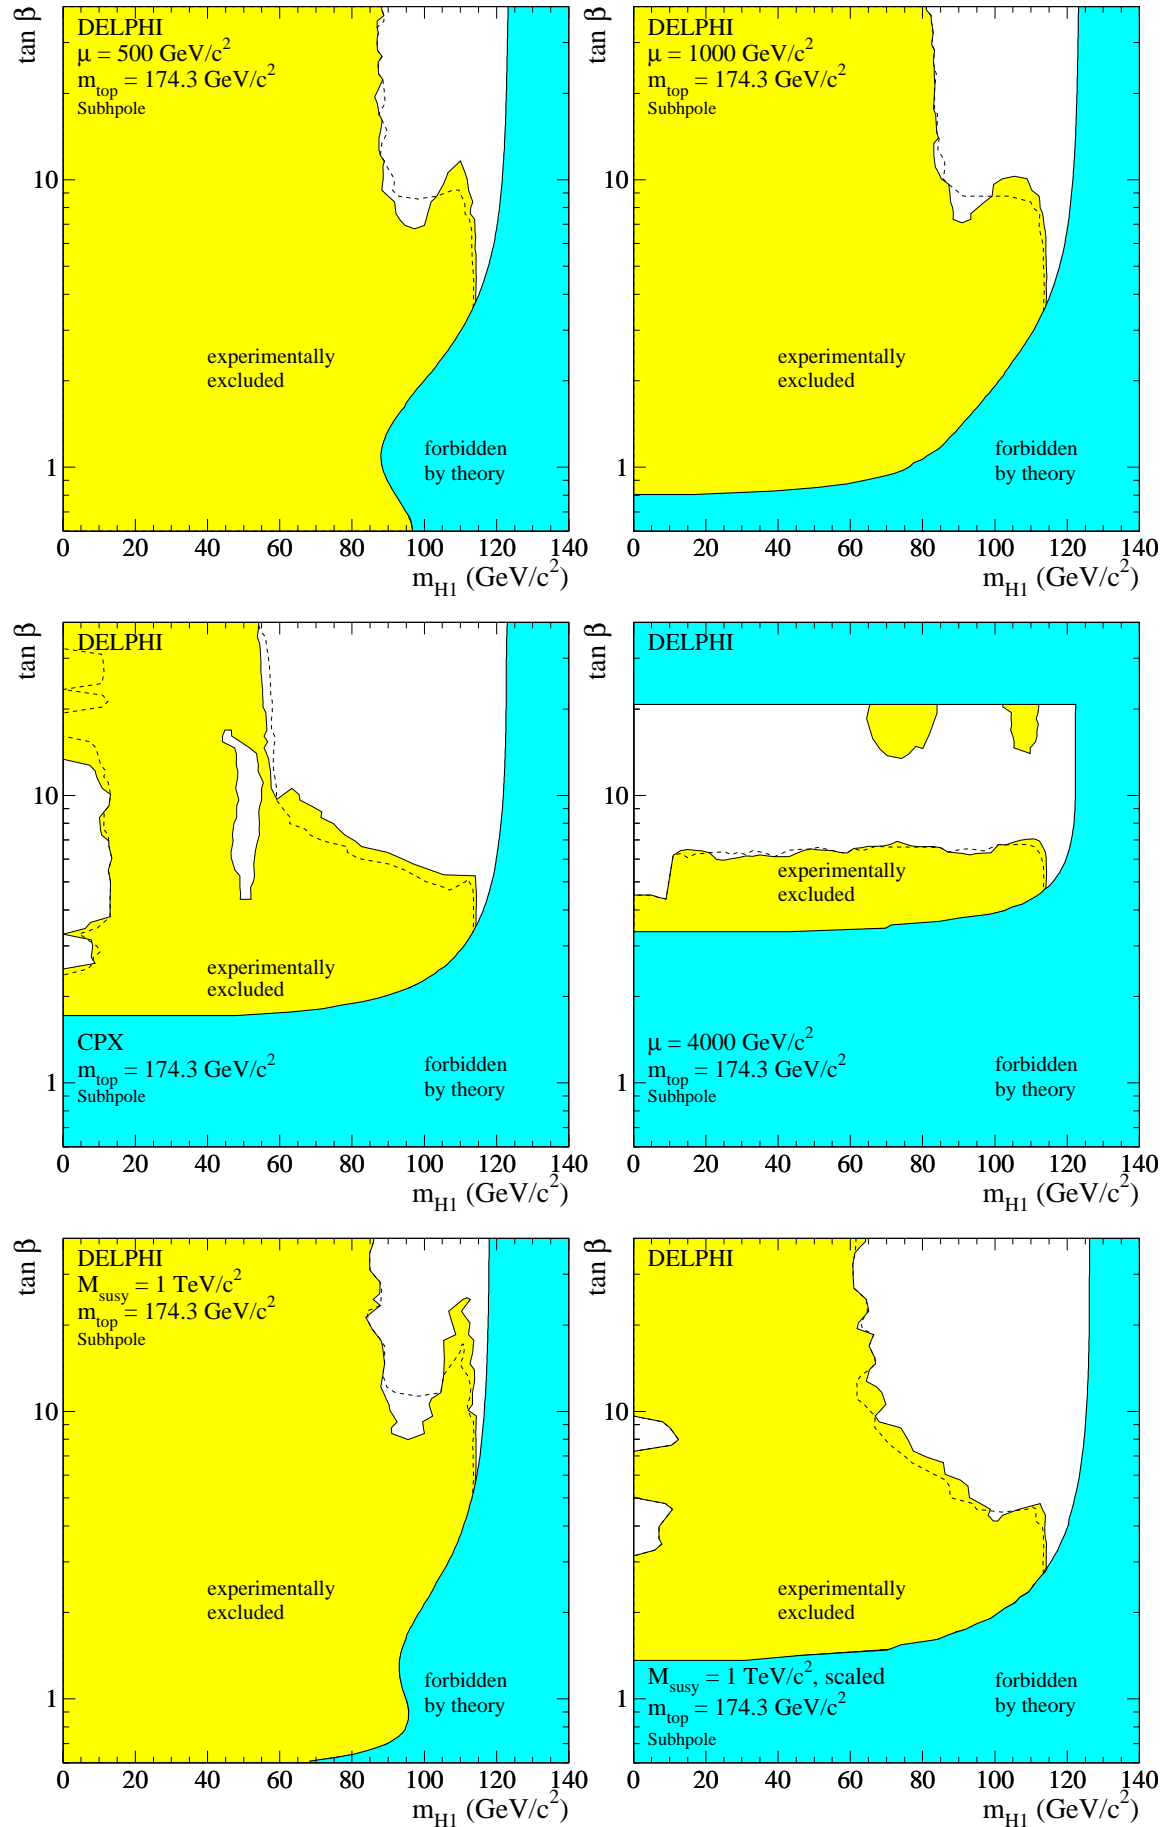 tan β
DELPHI
μ = 500 GeV/c²
m_top = 174.3 GeV/c²
Subhpole
10
1
experimentally
excluded
forbidden
by theory
0 20 40 60 80 100 120 140
m_H1 (GeV/c²)
tan β
DELPHI
μ = 1000 GeV/c²
m_top = 174.3 GeV/c²
Subhpole
10
1
experimentally
excluded
forbidden
by theory
0 20 40 60 80 100 120 140
m_H1 (GeV/c²)
tan β
DELPHI
10
1
experimentally
excluded
CPX
m_top = 174.3 GeV/c²
Subhpole
forbidden
by theory
0 20 40 60 80 100 120 140
m_H1 (GeV/c²)
tan β
DELPHI
10
1
experimentally
excluded
μ = 4000 GeV/c²
m_top = 174.3 GeV/c²
Subhpole
forbidden
by theory
0 20 40 60 80 100 120 140
m_H1 (GeV/c²)
tan β
DELPHI
M_susy = 1 TeV/c²
m_top = 174.3 GeV/c²
Subhpole
10
1
experimentally
excluded
forbidden
by theory
0 20 40 60 80 100 120 140
m_H1 (GeV/c²)
tan β
DELPHI
10
1
experimentally
excluded
M_susy = 1 TeV/c², scaled
m_top = 174.3 GeV/c²
Subhpole
forbidden
by theory
0 20 40 60 80 100 120 140
m_H1 (GeV/c²)